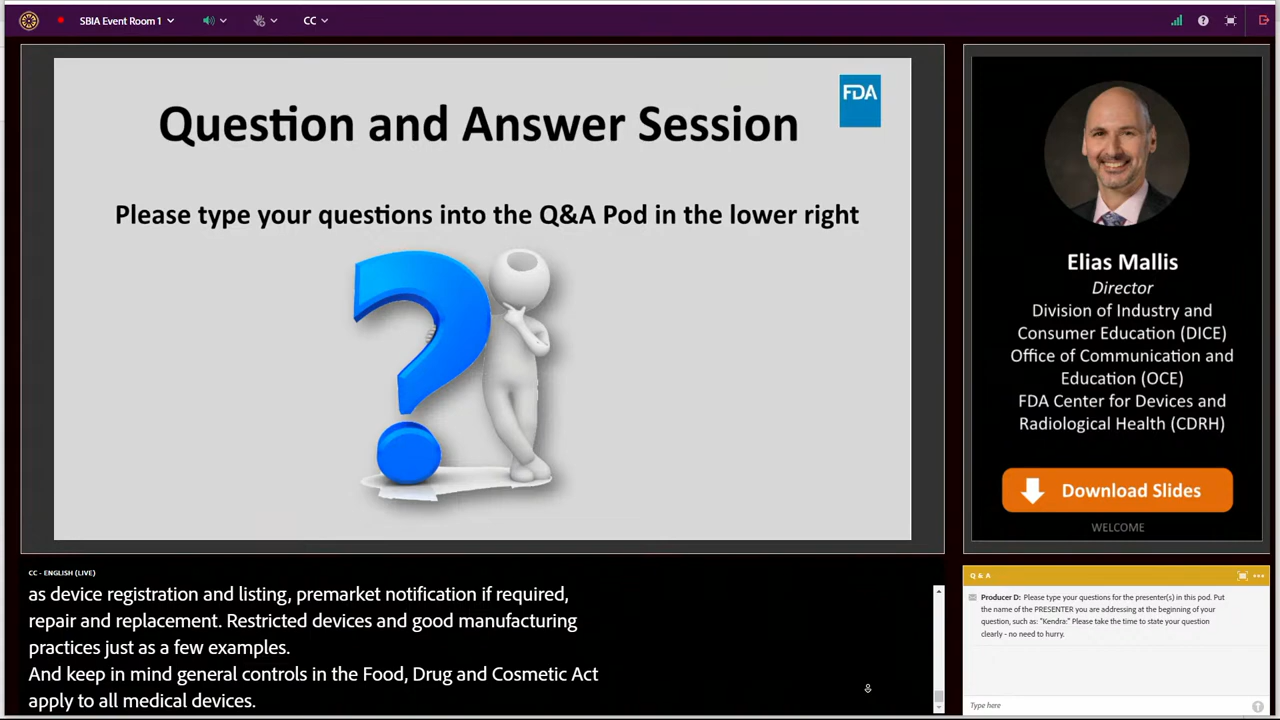 SBIA Event Room 1
CC
FDA
Question and Answer Session
Please type your questions into the Q&A Pod in the lower right
Elias Mallis
Director
Division of Industry and
Consumer Education (DICE)
Office of Communication and
Education (OCE)
FDA Center for Devices and
Radiological Health (CDRH)
Download Slides
WELCOME
CC - ENGLISH (LIVE)
as device registration and listing, premarket notification if required,
repair and replacement. Restricted devices and good manufacturing
practices just as a few examples.
And keep in mind general controls in the Food, Drug and Cosmetic Act
apply to all medical devices.
Q & A
Producer D: Please type your questions for the presenter(s) in this pod. Put
the name of the PRESENTER you are addressing at the beginning of your
question, such as: "Kendra:" Please take the time to state your question
clearly - no need to hurry.
Type here